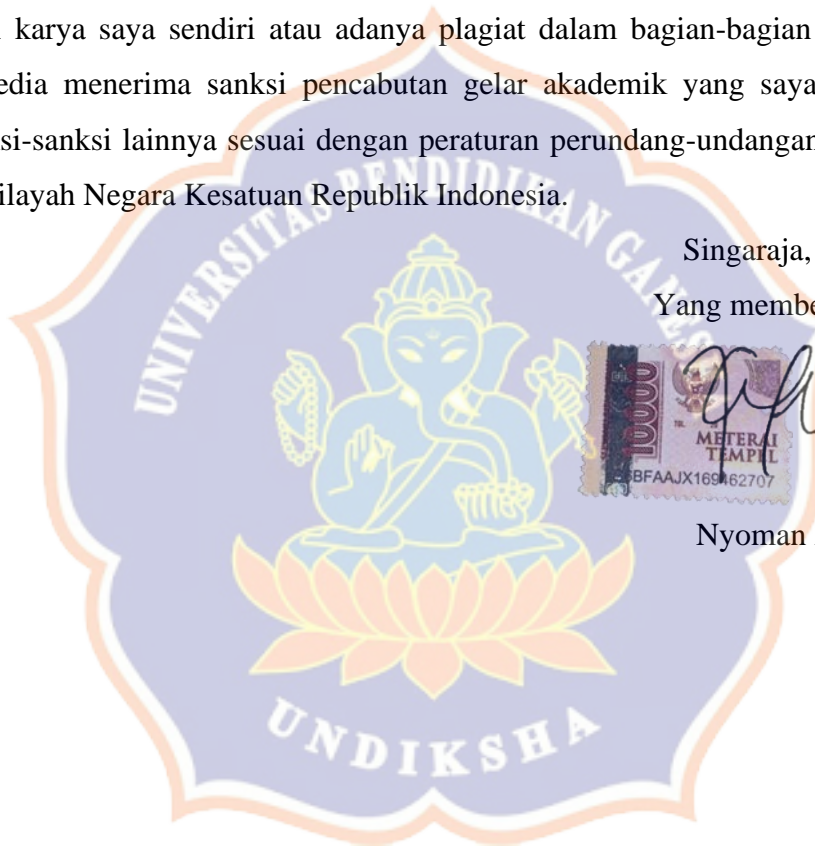 karya saya sendiri atau adanya plagiat dalam bagian-bagian
edia menerima sanksi pencabutan gelar akademik yang saya
si-sanksi lainnya sesuai dengan peraturan perundang-undangan
ilayah Negara Kesatuan Republik Indonesia.
Singaraja,
Yang membe
UNIVERSITAS PENDIDIKAN GANES
10000
TGL.
METERAI
TEMPEL
BFAAJX169462707
Nyoman
UNDIKSHA